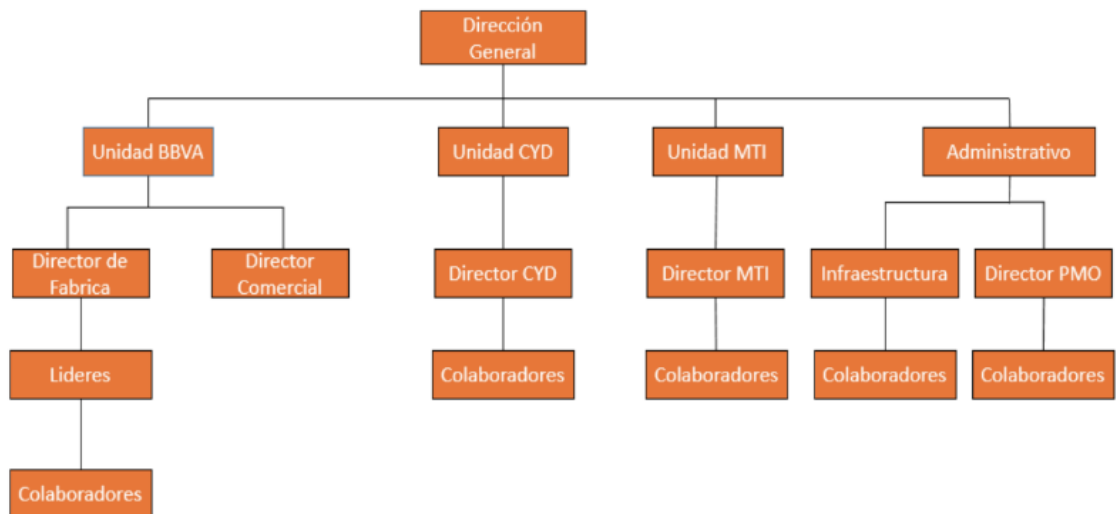 Dirección
General
Unidad BBVA
Unidad CYD
Unidad MTI
Administrativo
Director de
Fabrica
Director
Comercial
Director CYD
Director MTI
Infraestructura
Director PMO
Lideres
Colaboradores
Colaboradores
Colaboradores
Colaboradores
Colaboradores